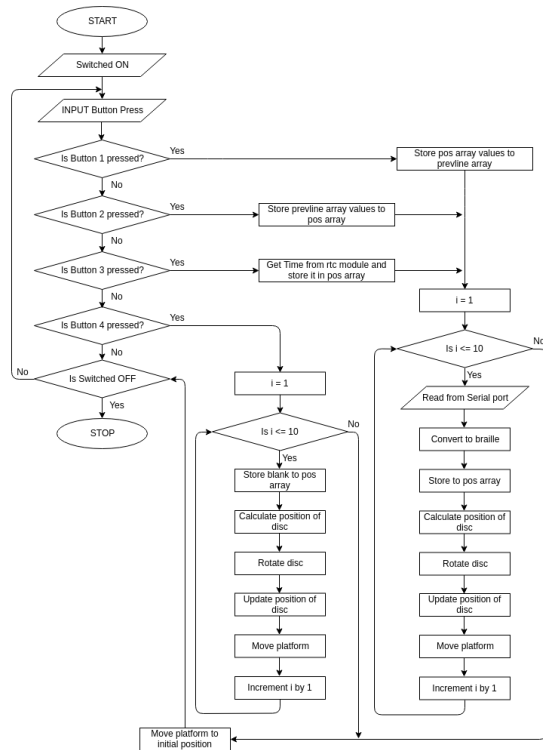 START
Switched ON
INPUT Button Press
Is Button 1 pressed?
Yes
Store pos array values to
prevline array
No
Is Button 2 pressed?
Yes
Store prevline array values to
pos array
No
Is Button 3 pressed?
Yes
Get Time from rtc module and
store it in pos array
No
Is Button 4 pressed?
Yes
No
Is Switched OFF
No
Yes
STOP
i = 1
Is i <= 10
No
Yes
Store blank to pos
array
Calculate position of
disc
Rotate disc
Update position of
disc
Move platform
Increment i by 1
i = 1
Is i <= 10
No
Yes
Read from Serial port
Convert to braille
Store to pos array
Calculate position of
disc
Rotate disc
Update position of
disc
Move platform
Increment i by 1
Move platform to
initial position